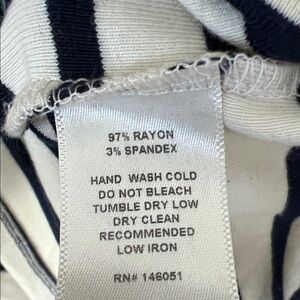 97% RAYON
3% SPANDEX
HAND WASH COLD
DO NOT BLEACH
TUMBLE DRY LOW
DRY CLEAN
RECOMMENDED
LOW IRON
RN# 146051